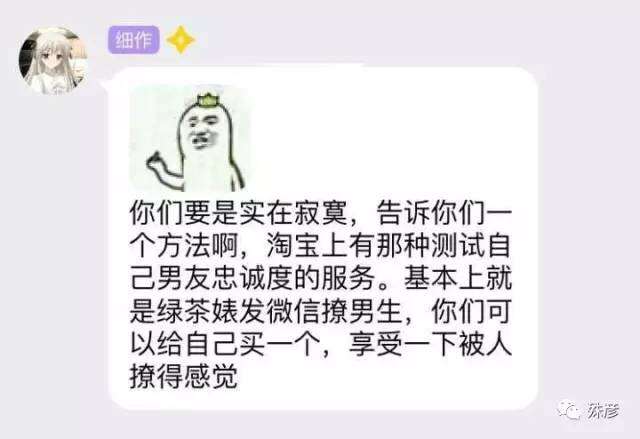 细作
你们要是实在寂寞，告诉你们一
个方法啊，淘宝上有那种测试自
己男友忠诚度的服务。基本上就
是绿茶婊发微信撩男生，你们可
以给自己买一个，享受一下被人
撩得感觉
殊彦